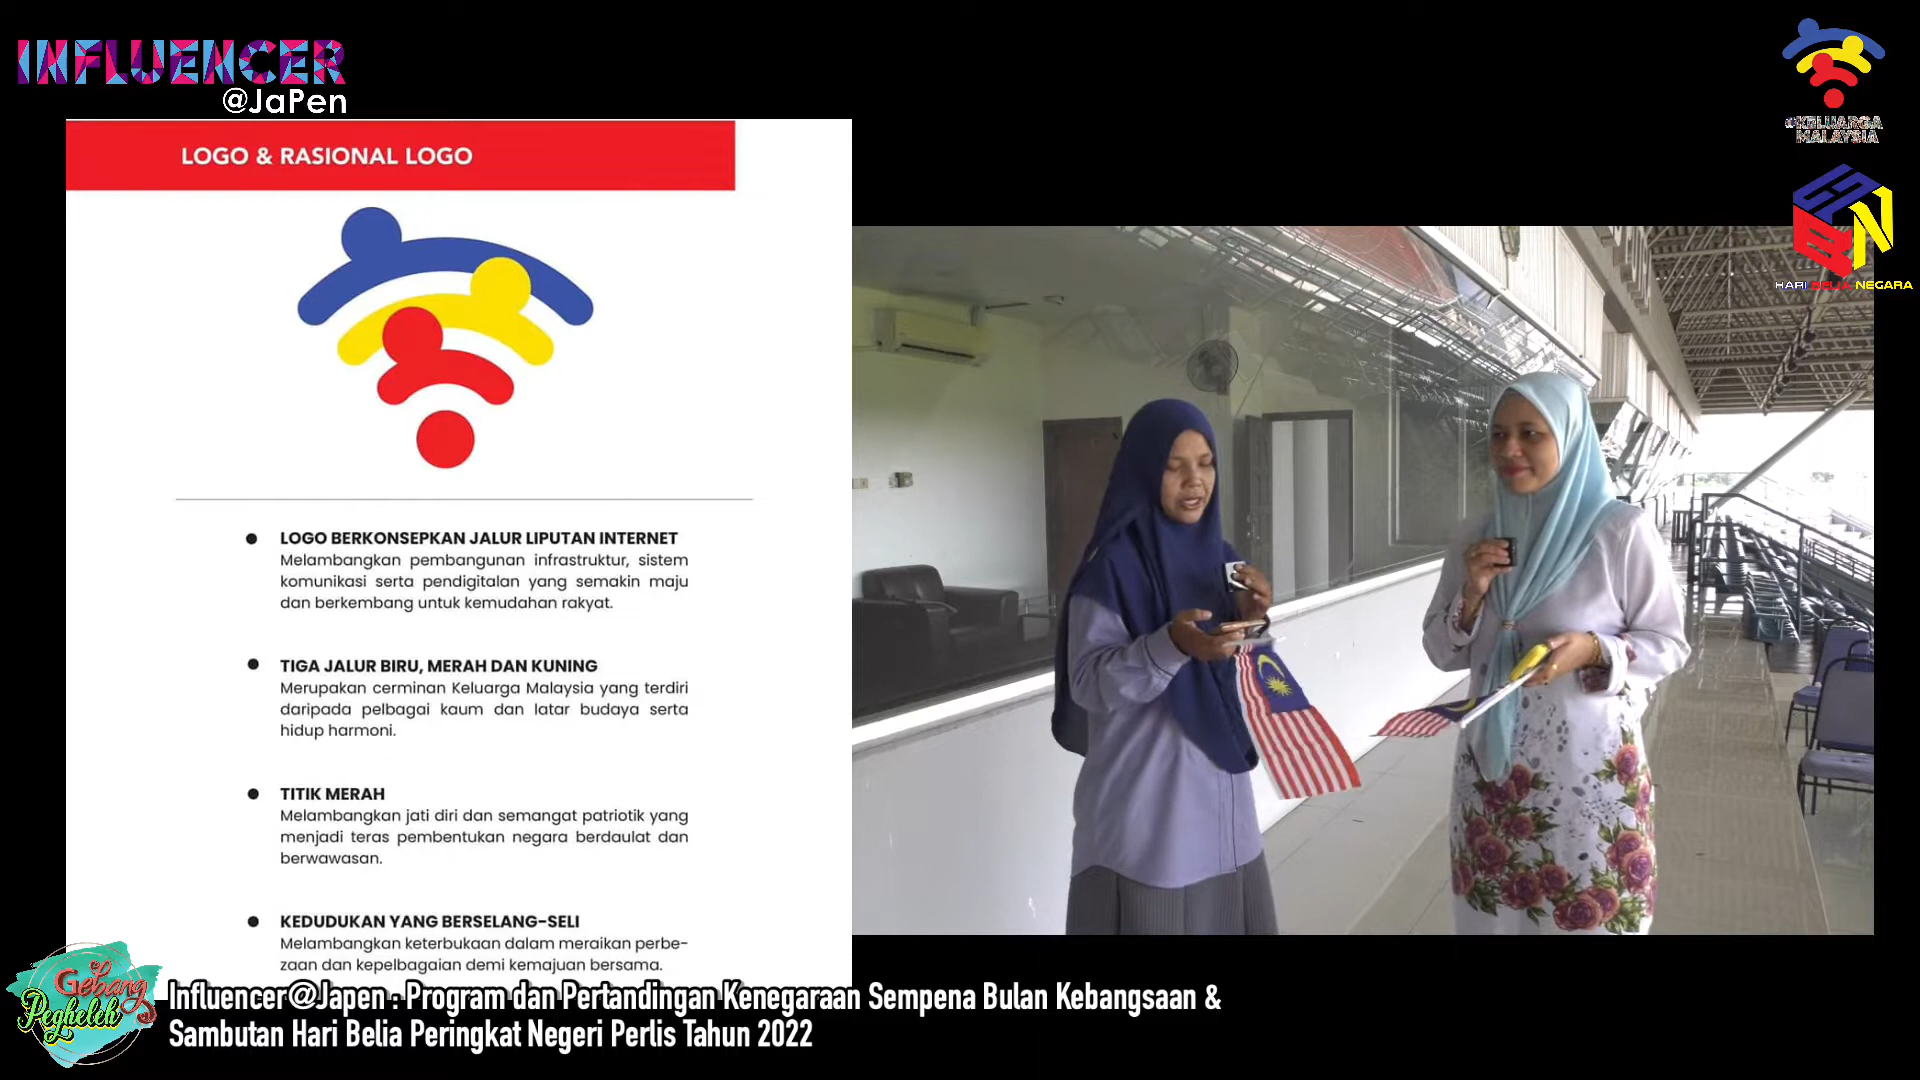 INFLUENCER
@JaPen
#KELUARGA
MALAYSIA
HBN
HARI BELIA NEGARA
LOGO & RASIONAL LOGO
LOGO BERKONSEPKAN JALUR LIPUTAN INTERNET
Melambangkan pembangunan infrastruktur, sistem
komunikasi serta pendigitalan yang semakin maju
dan berkembang untuk kemudahan rakyat.
TIGA JALUR BIRU, MERAH DAN KUNING
Merupakan cerminan Keluarga Malaysia yang terdiri
daripada pelbagai kaum dan latar budaya serta
hidup harmoni.
TITIK MERAH
Melambangkan jati diri dan semangat patriotik yang
menjadi teras pembentukan negara berdaulat dan
berwawasan.
KEDUDUKAN YANG BERSELANG-SELI
Melambangkan keterbukaan dalam meraikan perbe-
zaan dan kepelbagaian demi kemajuan bersama.
Gebang
Pegheleh
Influencer@Japen : Program dan Pertandingan Kenegaraan Sempena Bulan Kebangsaan &
Sambutan Hari Belia Peringkat Negeri Perlis Tahun 2022